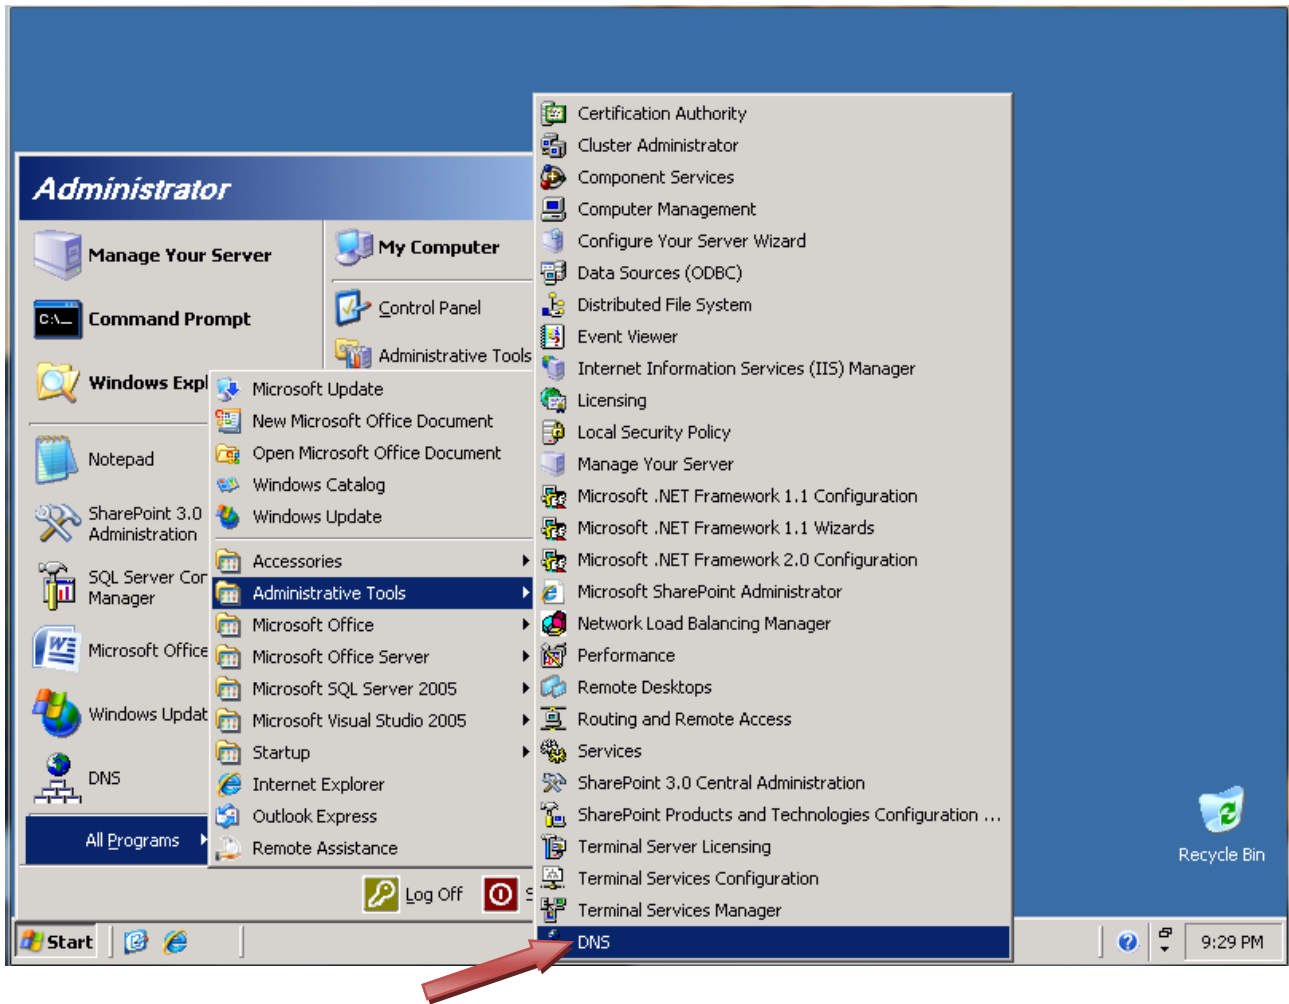 Administrator
Manage Your Server
Command Prompt
Windows Expl
Notepad
SharePoint 3.0
Administration
SQL Server Cor
Manager
Microsoft Office
Windows Updat
DNS
All Programs
My Computer
Control Panel
Administrative Tools
Microsoft Update
New Microsoft Office Document
Open Microsoft Office Document
Windows Catalog
Windows Update
Accessories
Administrative Tools
Microsoft Office
Microsoft Office Server
Microsoft SQL Server 2005
Microsoft Visual Studio 2005
Startup
Internet Explorer
Outlook Express
Remote Assistance
Certification Authority
Cluster Administrator
Component Services
Computer Management
Configure Your Server Wizard
Data Sources (ODBC)
Distributed File System
Event Viewer
Internet Information Services (IIS) Manager
Licensing
Local Security Policy
Manage Your Server
Microsoft .NET Framework 1.1 Configuration
Microsoft .NET Framework 1.1 Wizards
Microsoft .NET Framework 2.0 Configuration
Microsoft SharePoint Administrator
Network Load Balancing Manager
Performance
Remote Desktops
Routing and Remote Access
Services
SharePoint 3.0 Central Administration
SharePoint Products and Technologies Configuration ...
Terminal Server Licensing
Terminal Services Configuration
Terminal Services Manager
DNS
Log Off
Recycle Bin
Start
9:29 PM